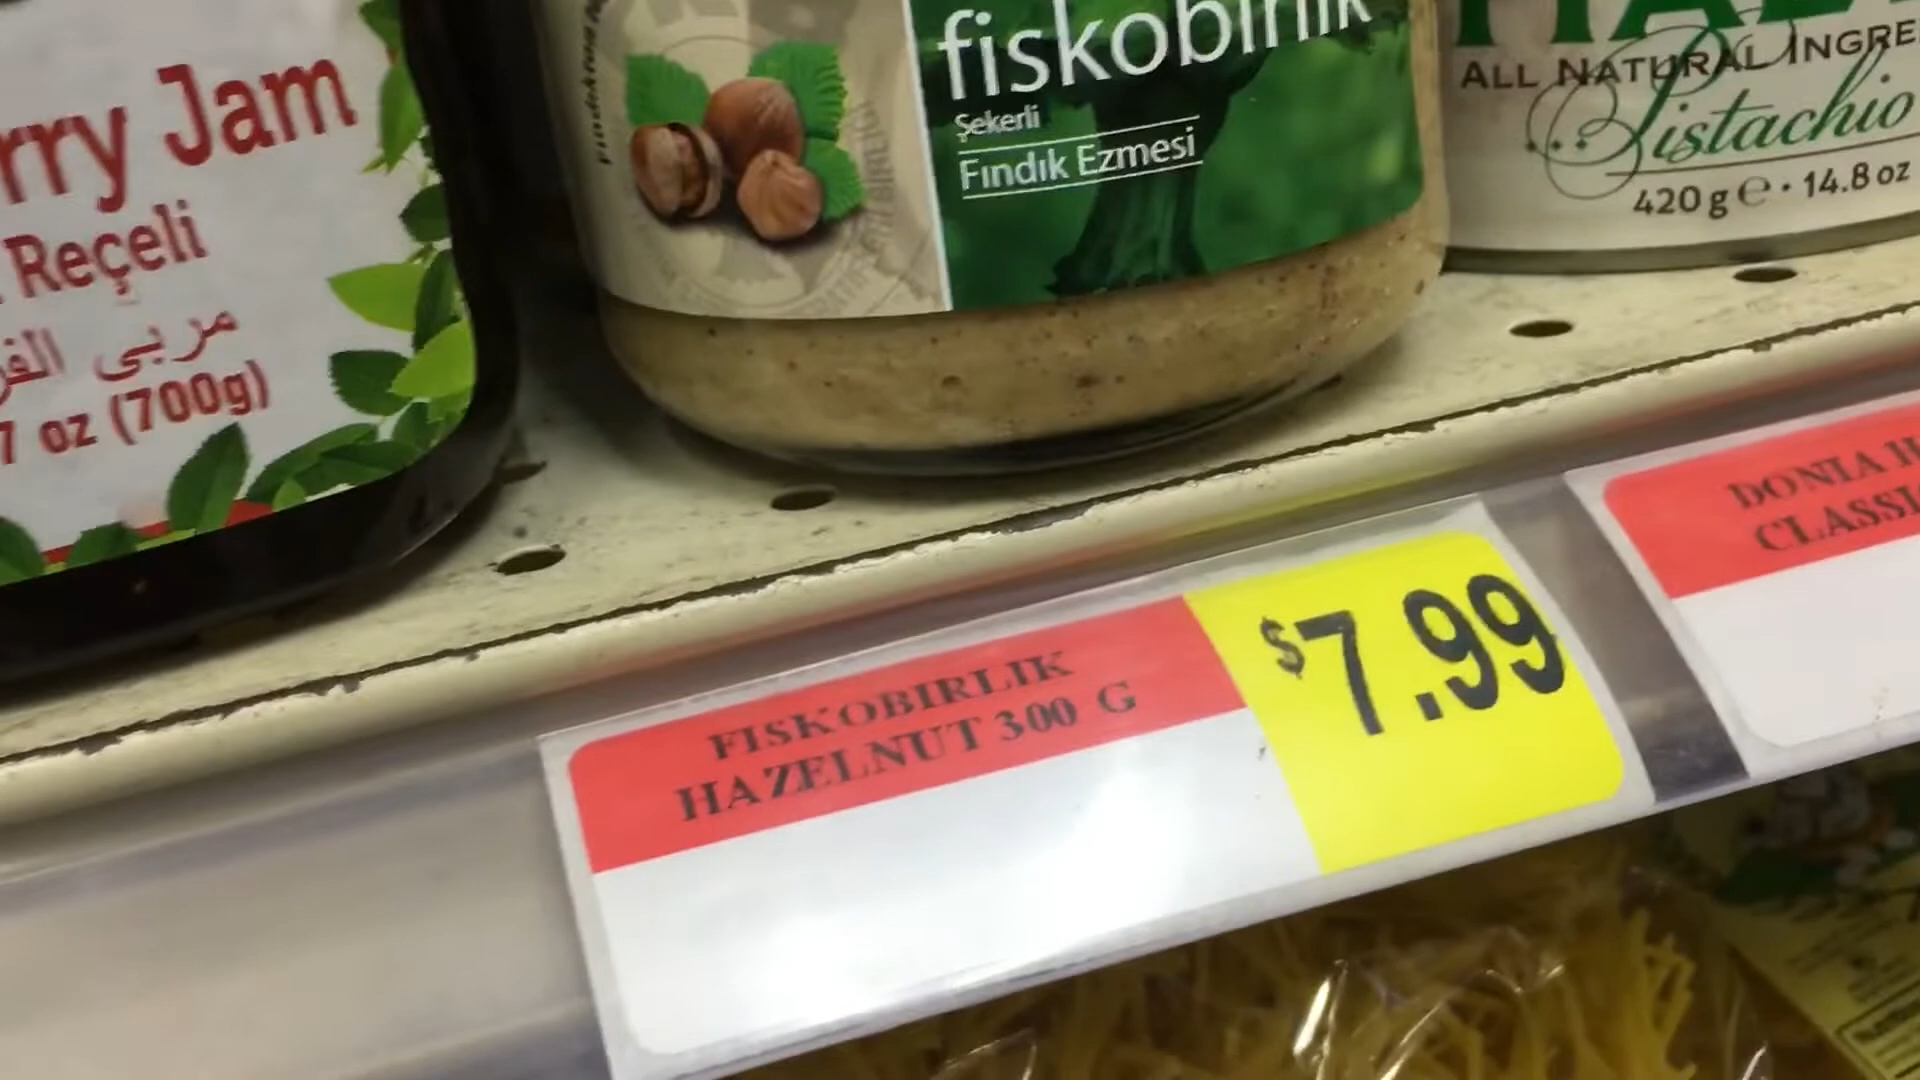 rry Jam
Reçeli
مربى الفر
7 oz (700g)
fiskobirlik
Şekerli
Fındık Ezmesi
ALL NATURAL INGRE
Pistachio
420 g e · 14.8 oz
FISKOBIRLIK
HAZELNUT 300 G
$7.99
DONIA H
CLASSI